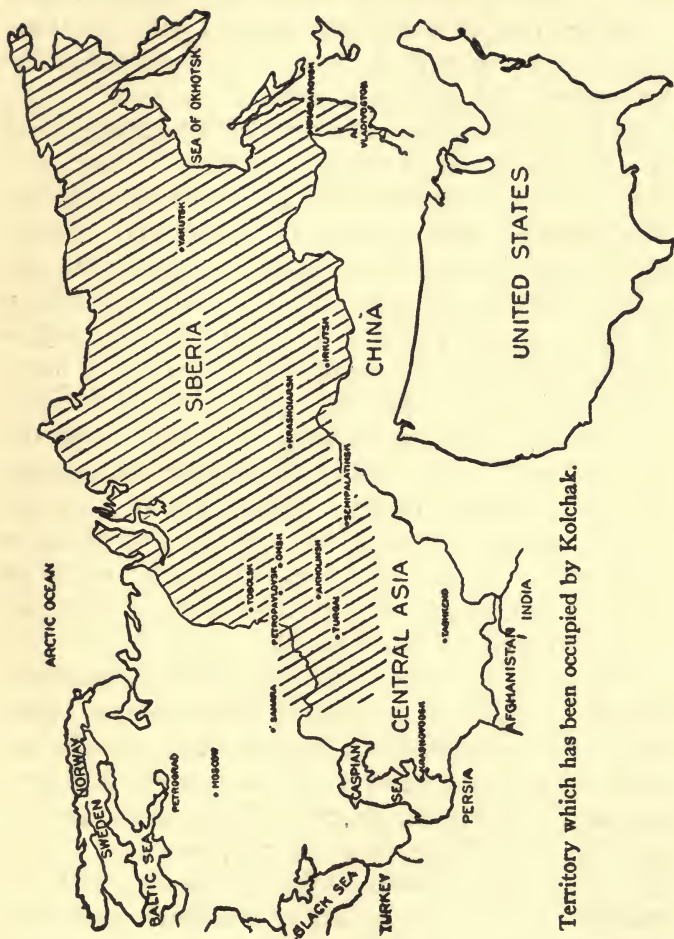 ARCTIC OCEAN
NORWAY
SWEDEN
BALTIC SEA
PETROGRAD
MOSCOW
SAMARA
TOBOLSK
PETROPAVLOVSK
OMSK
AKMOLINSK
TURGAI
SEMIPALATINSK
KRASNOIARSK
IRKUTSK
YAKUTSK
SIBERIA
SEA OF OKHOTSK
VLADIVOSTOK
CHINA
CENTRAL ASIA
TASHKEND
CASPIAN
SEA
KRASNOVODSK
BLACK SEA
TURKEY
PERSIA
AFGHANISTAN
INDIA
UNITED STATES
Territory which has been occupied by Kolchak.